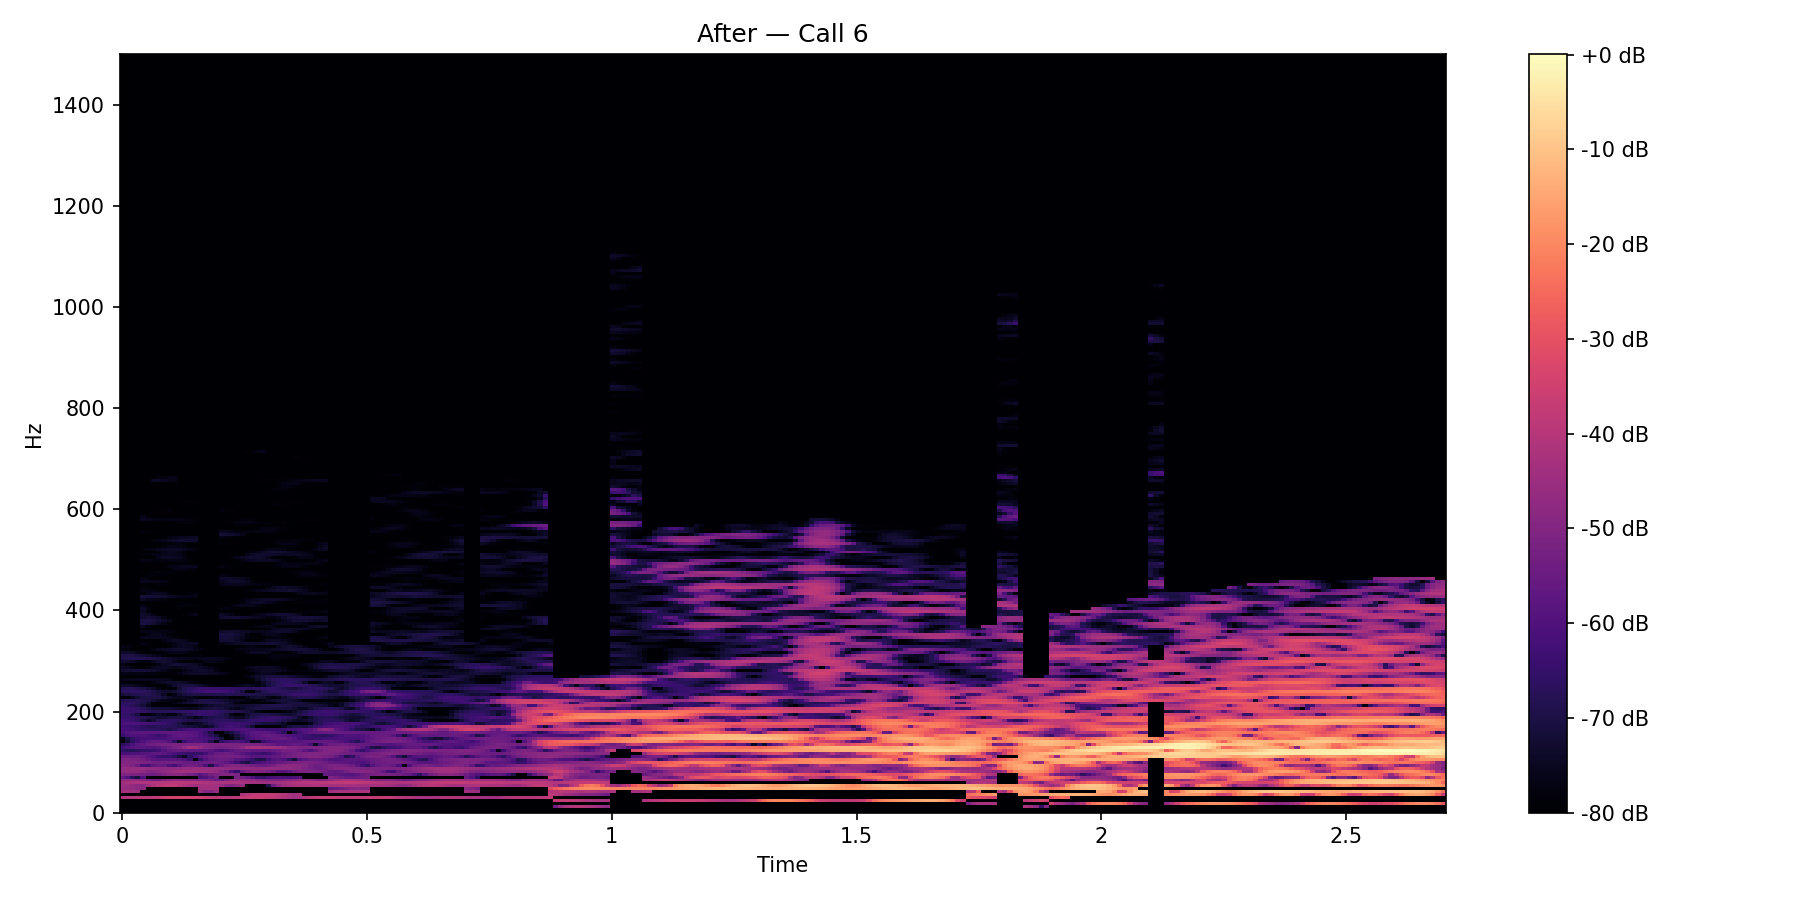 After — Call 6
Hz
1400
1200
1000
800
600
400
200
0
0 0.5 1 1.5 2 2.5
Time
+0 dB
-10 dB
-20 dB
-30 dB
-40 dB
-50 dB
-60 dB
-70 dB
-80 dB